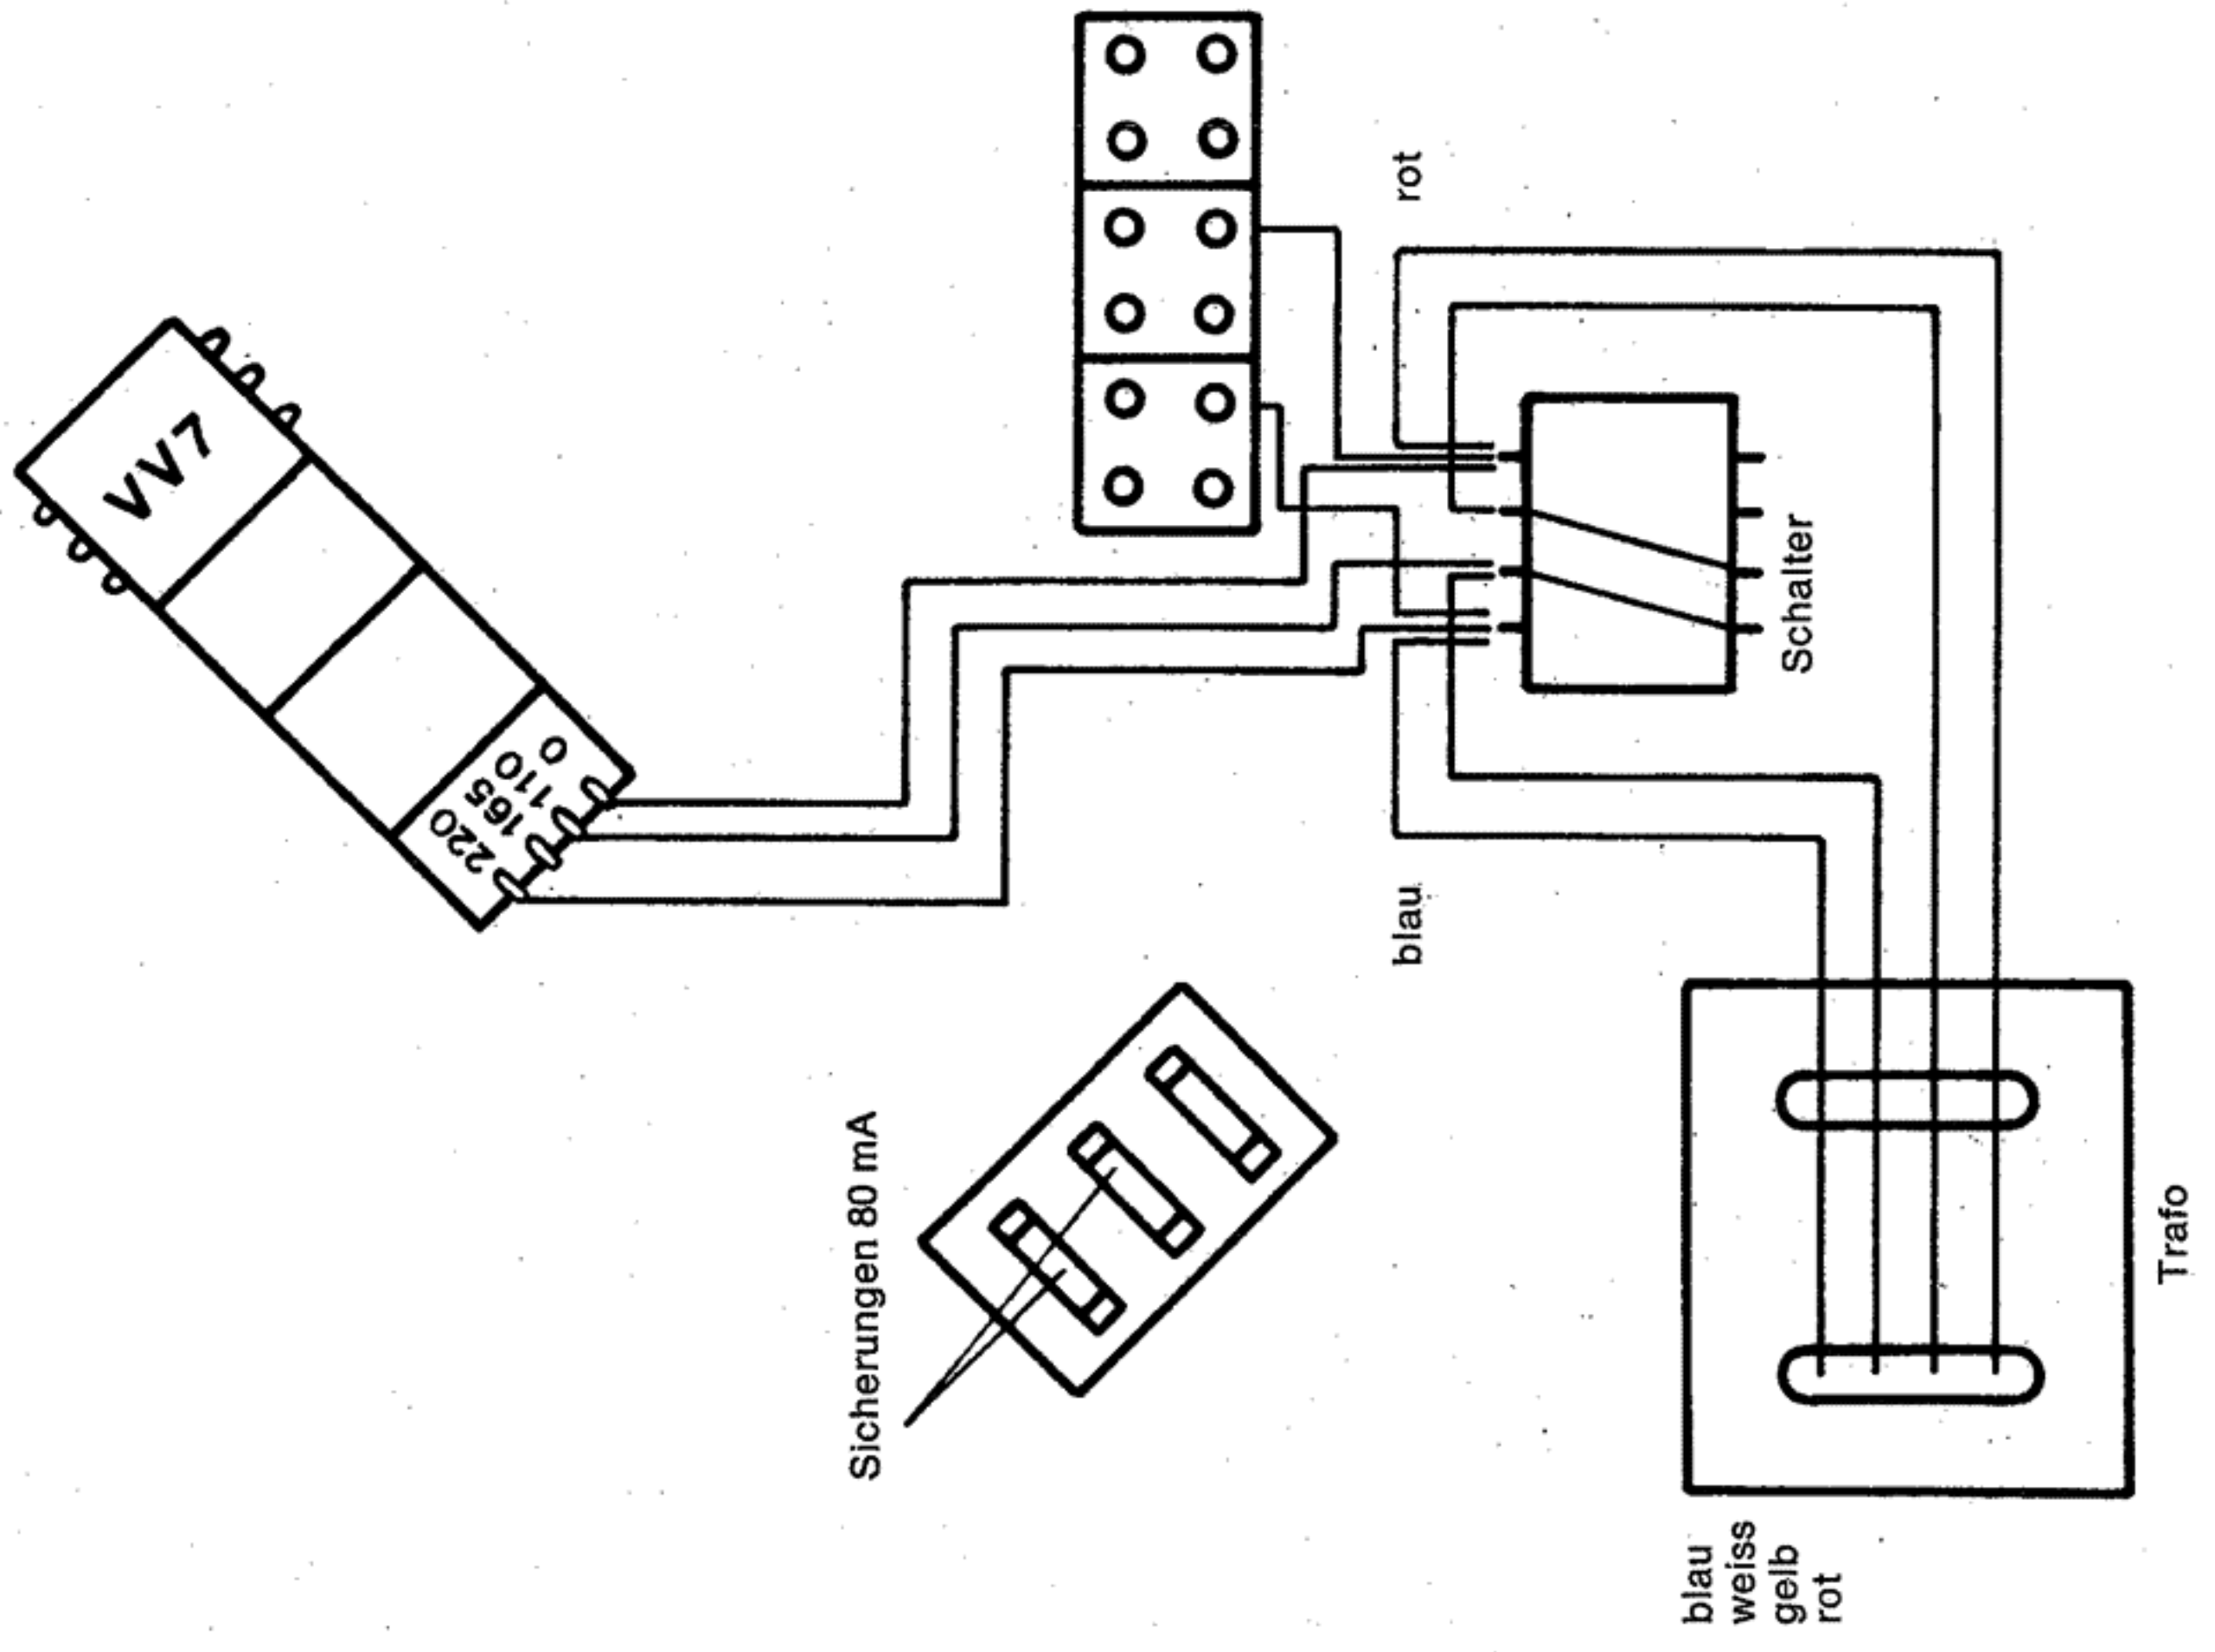 VV7
0
110
165
220
rot
Schalter
blau
Sicherungen 80 mA
Trafo
blau
weiss
gelb
rot